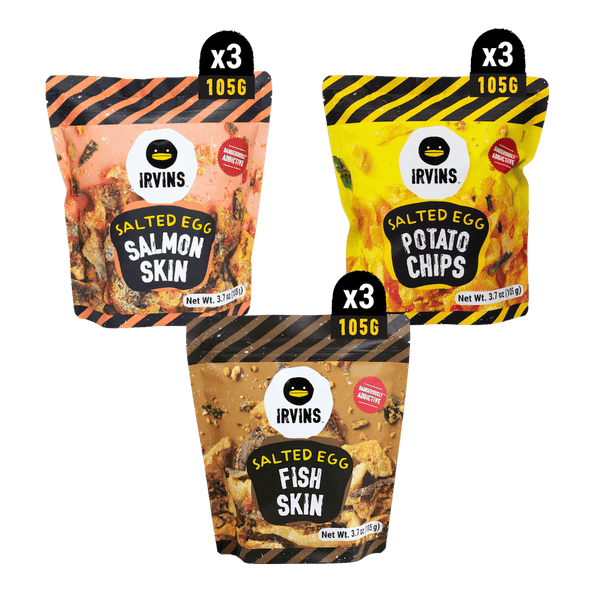 x3
105G
IRVINS
DANGEROUSLY
ADDICTIVE
SALTED EGG
SALMON
SKIN
Net Wt. 3.7 oz (105 g)
x3
105G
IRVINS
DANGEROUSLY
ADDICTIVE
SALTED EGG
POTATO
CHIPS
Net Wt. 3.7 oz (105 g)
x3
105G
IRVINS
DANGEROUSLY
ADDICTIVE
SALTED EGG
FISH
SKIN
Net Wt. 3.7 oz (105 g)